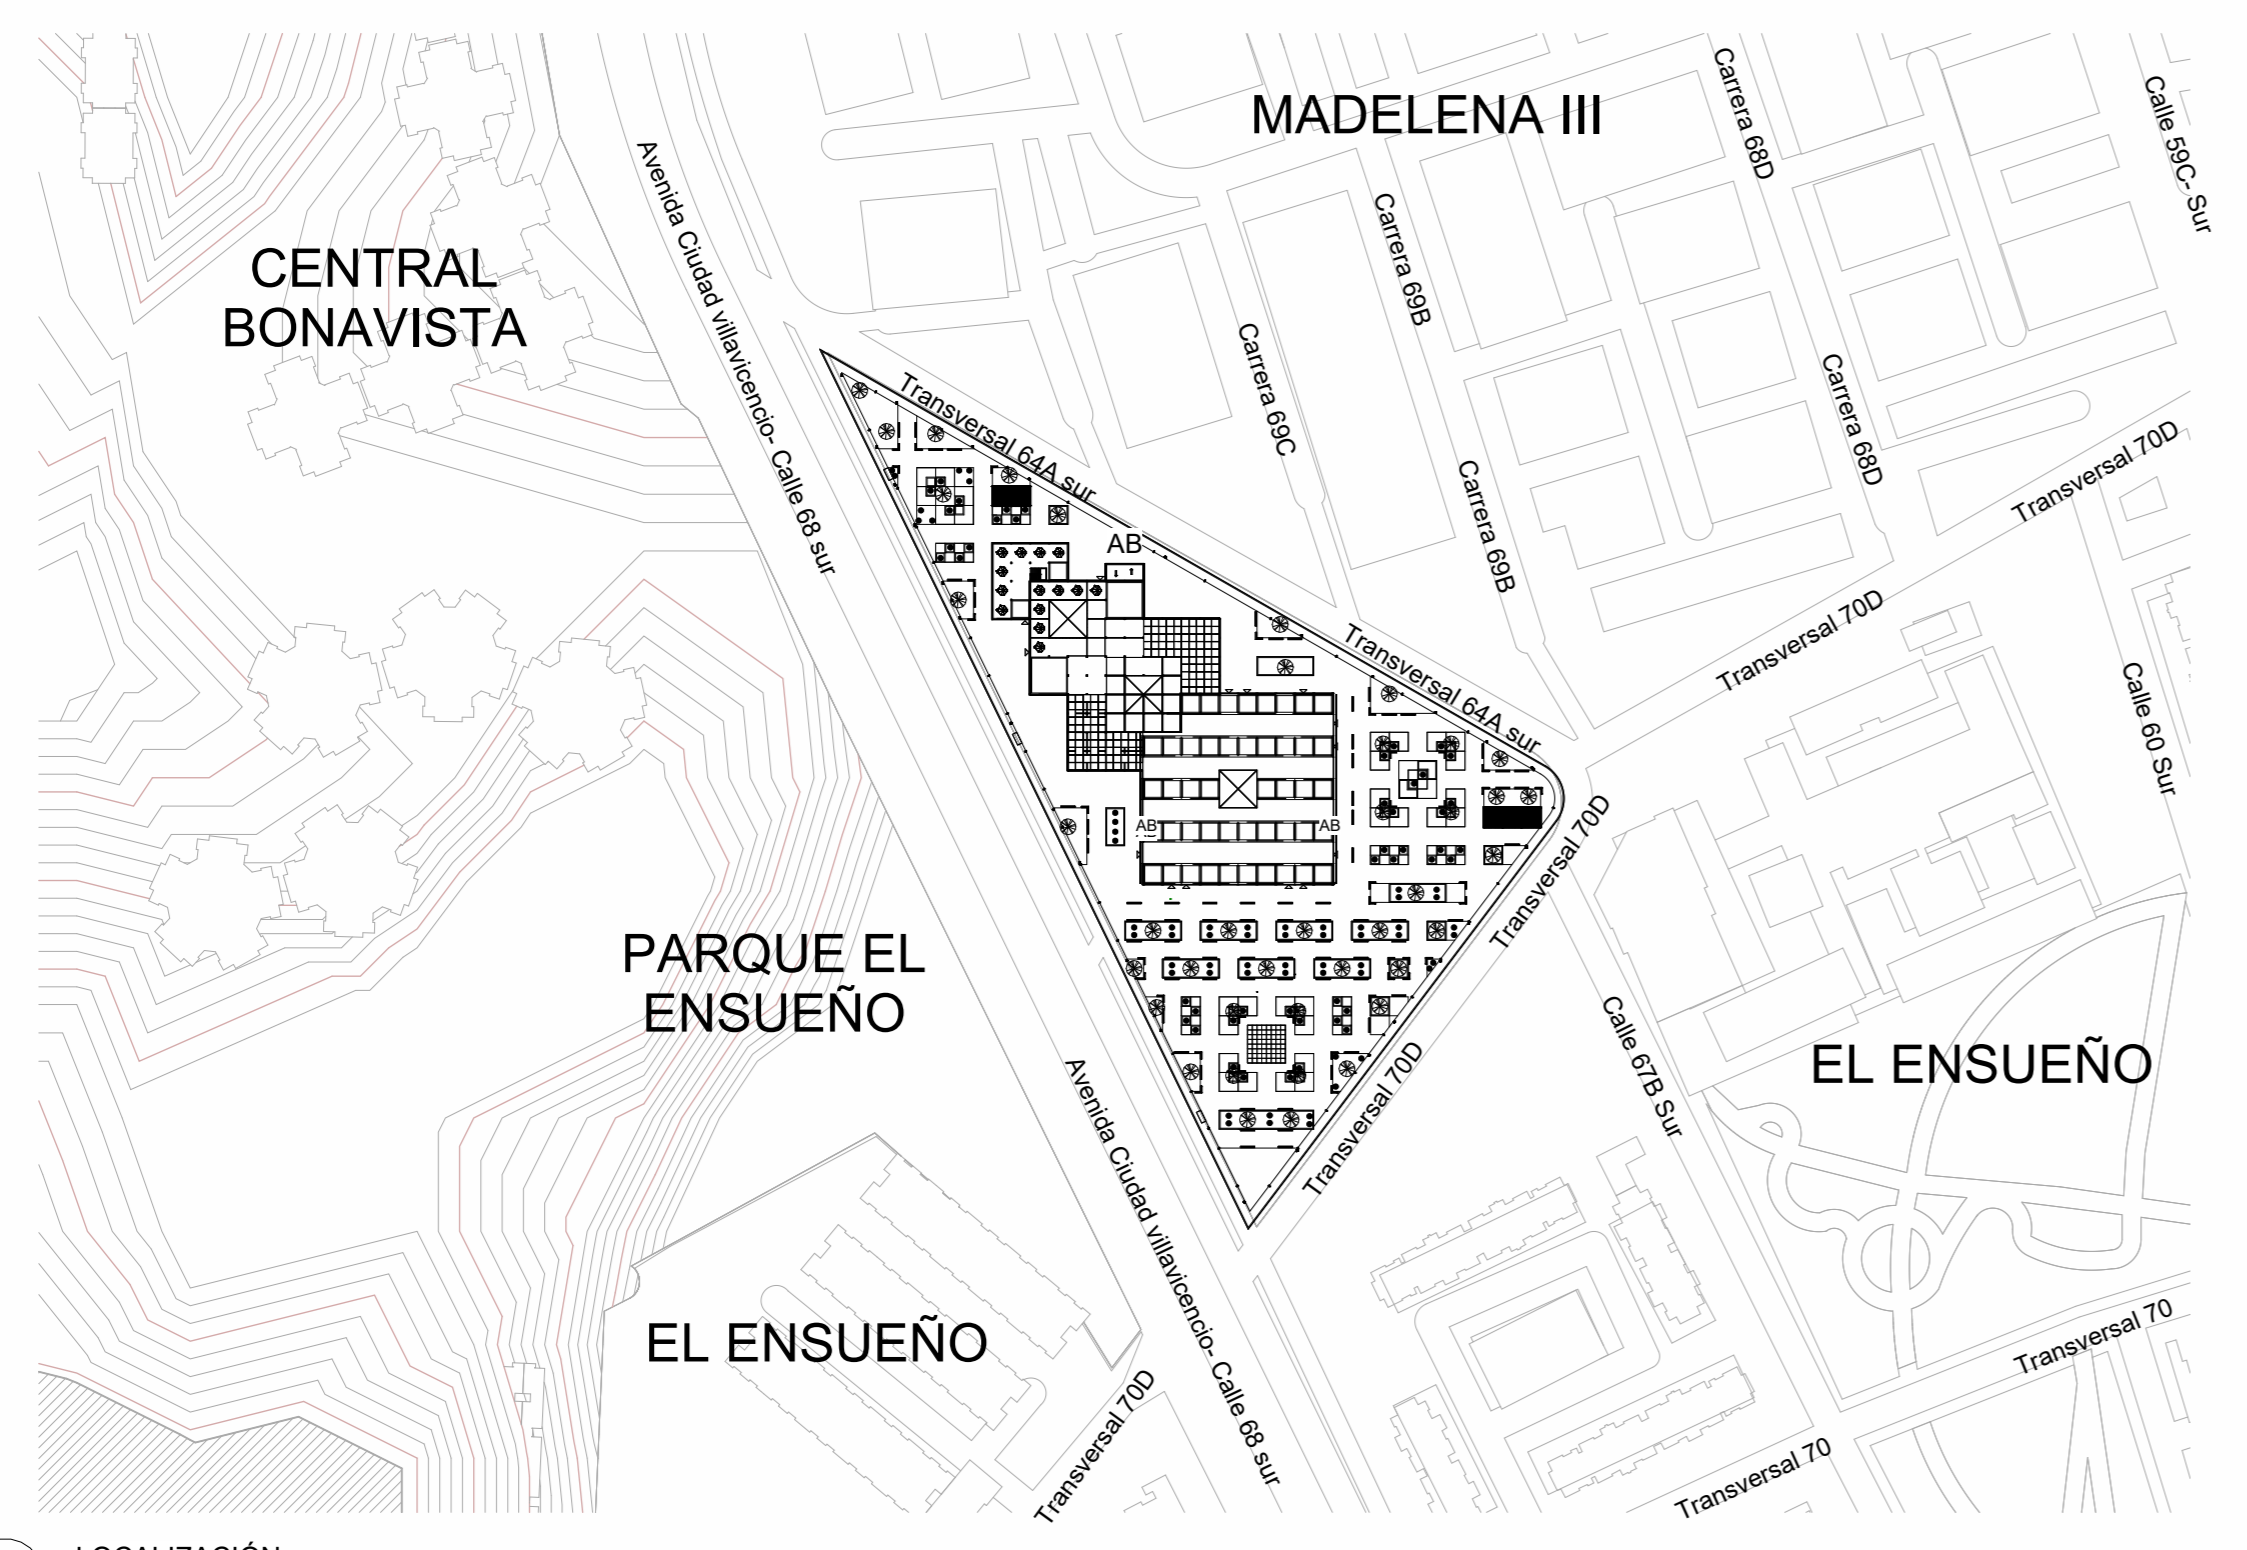 MADELENA III
Carrera 68D
Calle 59C- Sur
Avenida Ciudad villavicencio- Calle 68 sur
Carrera 69B
CENTRAL
BONAVISTA
Carrera 69C
Carrera 68D
Transversal 64A sur
Transversal 70D
Carrera 69B
AB
Transversal 70D
Transversal 64A sur
Calle 60 Sur
AB
AB
Transversal 70D
PARQUE EL
ENSUEÑO
Calle 67B Sur
EL ENSUEÑO
Transversal 70D
Avenida Ciudad villavicencio- Calle 68 sur
EL ENSUEÑO
Transversal 70
Transversal 70D
Transversal 70
LOCALIZACIÓN